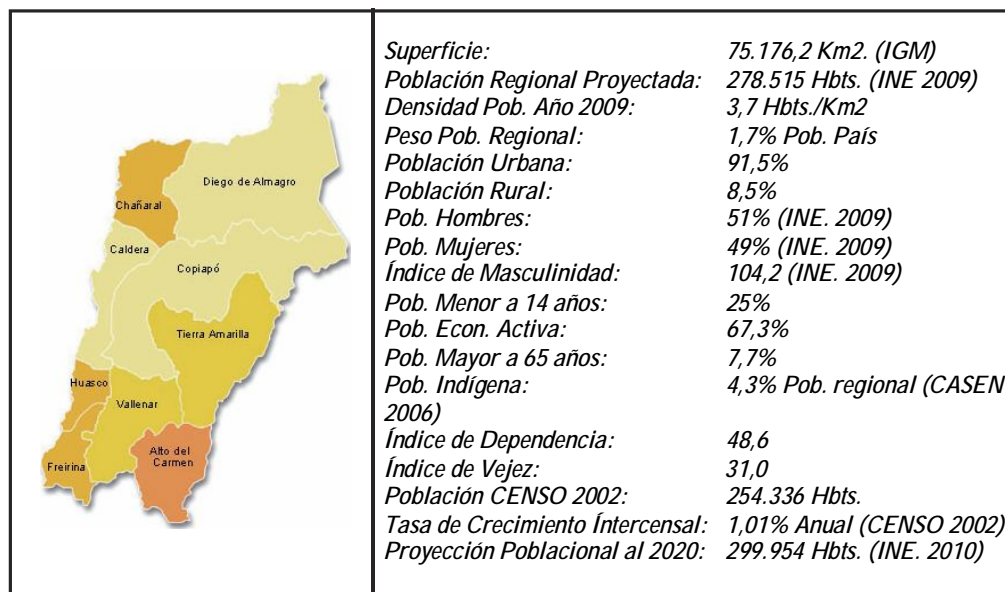 Diego de Almagro
Chañaral
Caldera
Copiapó
Tierra Amarilla
Huasco
Vallenar
Alto del
Carmen
Freirina
Superficie: 75.176,2 Km2. (IGM)
Población Regional Proyectada: 278.515 Hbts. (INE 2009)
Densidad Pob. Año 2009: 3,7 Hbts./Km2
Peso Pob. Regional: 1,7% Pob. País
Población Urbana: 91,5%
Población Rural: 8,5%
Pob. Hombres: 51% (INE. 2009)
Pob. Mujeres: 49% (INE. 2009)
Índice de Masculinidad: 104,2 (INE. 2009)
Pob. Menor a 14 años: 25%
Pob. Econ. Activa: 67,3%
Pob. Mayor a 65 años: 7,7%
Pob. Indígena: 4,3% Pob. regional (CASEN
2006)
Índice de Dependencia: 48,6
Índice de Vejez: 31,0
Población CENSO 2002: 254.336 Hbts.
Tasa de Crecimiento Íntercensal: 1,01% Anual (CENSO 2002)
Proyección Poblacional al 2020: 299.954 Hbts. (INE. 2010)